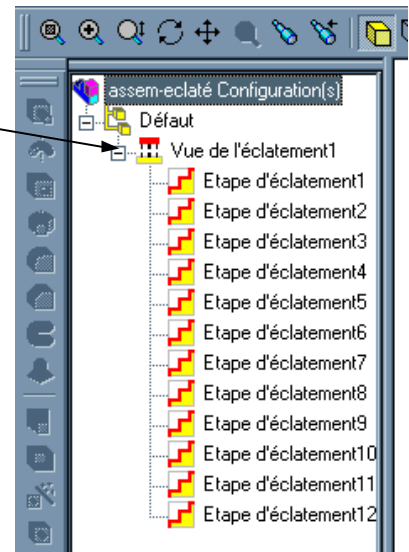 assem-eclaté Configuration(s)
Défaut
Vue de l'éclatement1
Etape d'éclatement1
Etape d'éclatement2
Etape d'éclatement3
Etape d'éclatement4
Etape d'éclatement5
Etape d'éclatement6
Etape d'éclatement7
Etape d'éclatement8
Etape d'éclatement9
Etape d'éclatement10
Etape d'éclatement11
Etape d'éclatement12